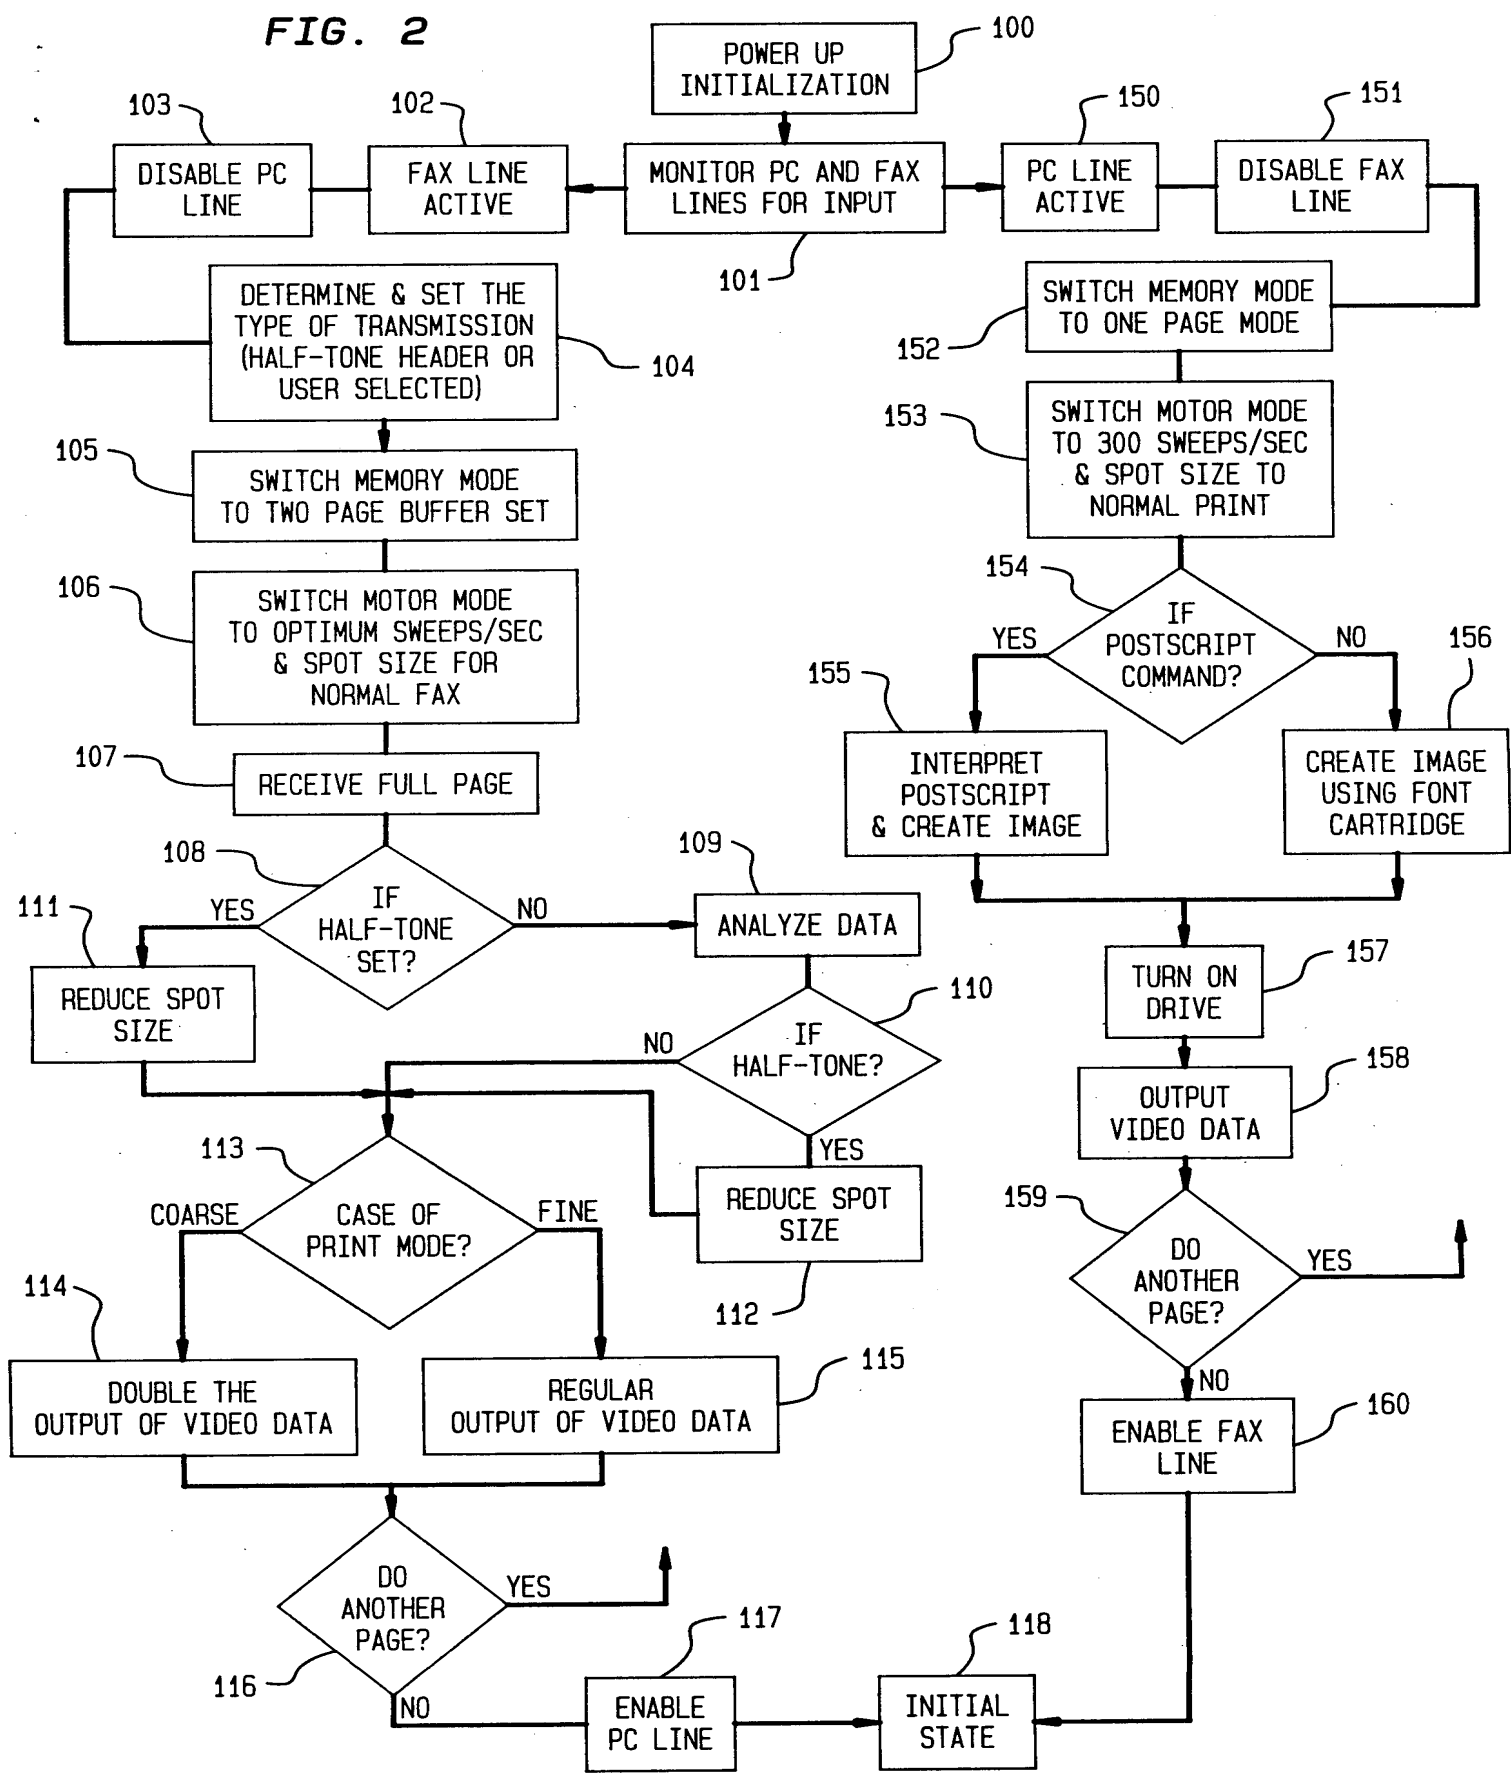 FIG. 2
100
POWER UP
INITIALIZATION
103
102
150
151
DISABLE PC
LINE
FAX LINE
ACTIVE
MONITOR PC AND FAX
LINES FOR INPUT
PC LINE
ACTIVE
DISABLE FAX
LINE
101
DETERMINE & SET THE
TYPE OF TRANSMISSION
(HALF-TONE HEADER OR
USER SELECTED)
104
SWITCH MEMORY MODE
TO ONE PAGE MODE
152
105
SWITCH MEMORY MODE
TO TWO PAGE BUFFER SET
153
SWITCH MOTOR MODE
TO 300 SWEEPS/SEC
& SPOT SIZE TO
NORMAL PRINT
106
SWITCH MOTOR MODE
TO OPTIMUM SWEEPS/SEC
& SPOT SIZE FOR
NORMAL FAX
154
IF
POSTSCRIPT
COMMAND?
YES
NO
155
156
107
RECEIVE FULL PAGE
INTERPRET
POSTSCRIPT
& CREATE IMAGE
CREATE IMAGE
USING FONT
CARTRIDGE
108
IF
HALF-TONE
SET?
YES
NO
109
ANALYZE DATA
111
REDUCE SPOT
SIZE
110
IF
HALF-TONE?
NO
YES
157
TURN ON
DRIVE
158
OUTPUT
VIDEO DATA
113
CASE OF
PRINT MODE?
COARSE
FINE
REDUCE SPOT
SIZE
112
159
DO
ANOTHER
PAGE?
YES
NO
114
DOUBLE THE
OUTPUT OF VIDEO DATA
REGULAR
OUTPUT OF VIDEO DATA
115
160
ENABLE FAX
LINE
DO
ANOTHER
PAGE?
YES
116
NO
117
ENABLE
PC LINE
118
INITIAL
STATE